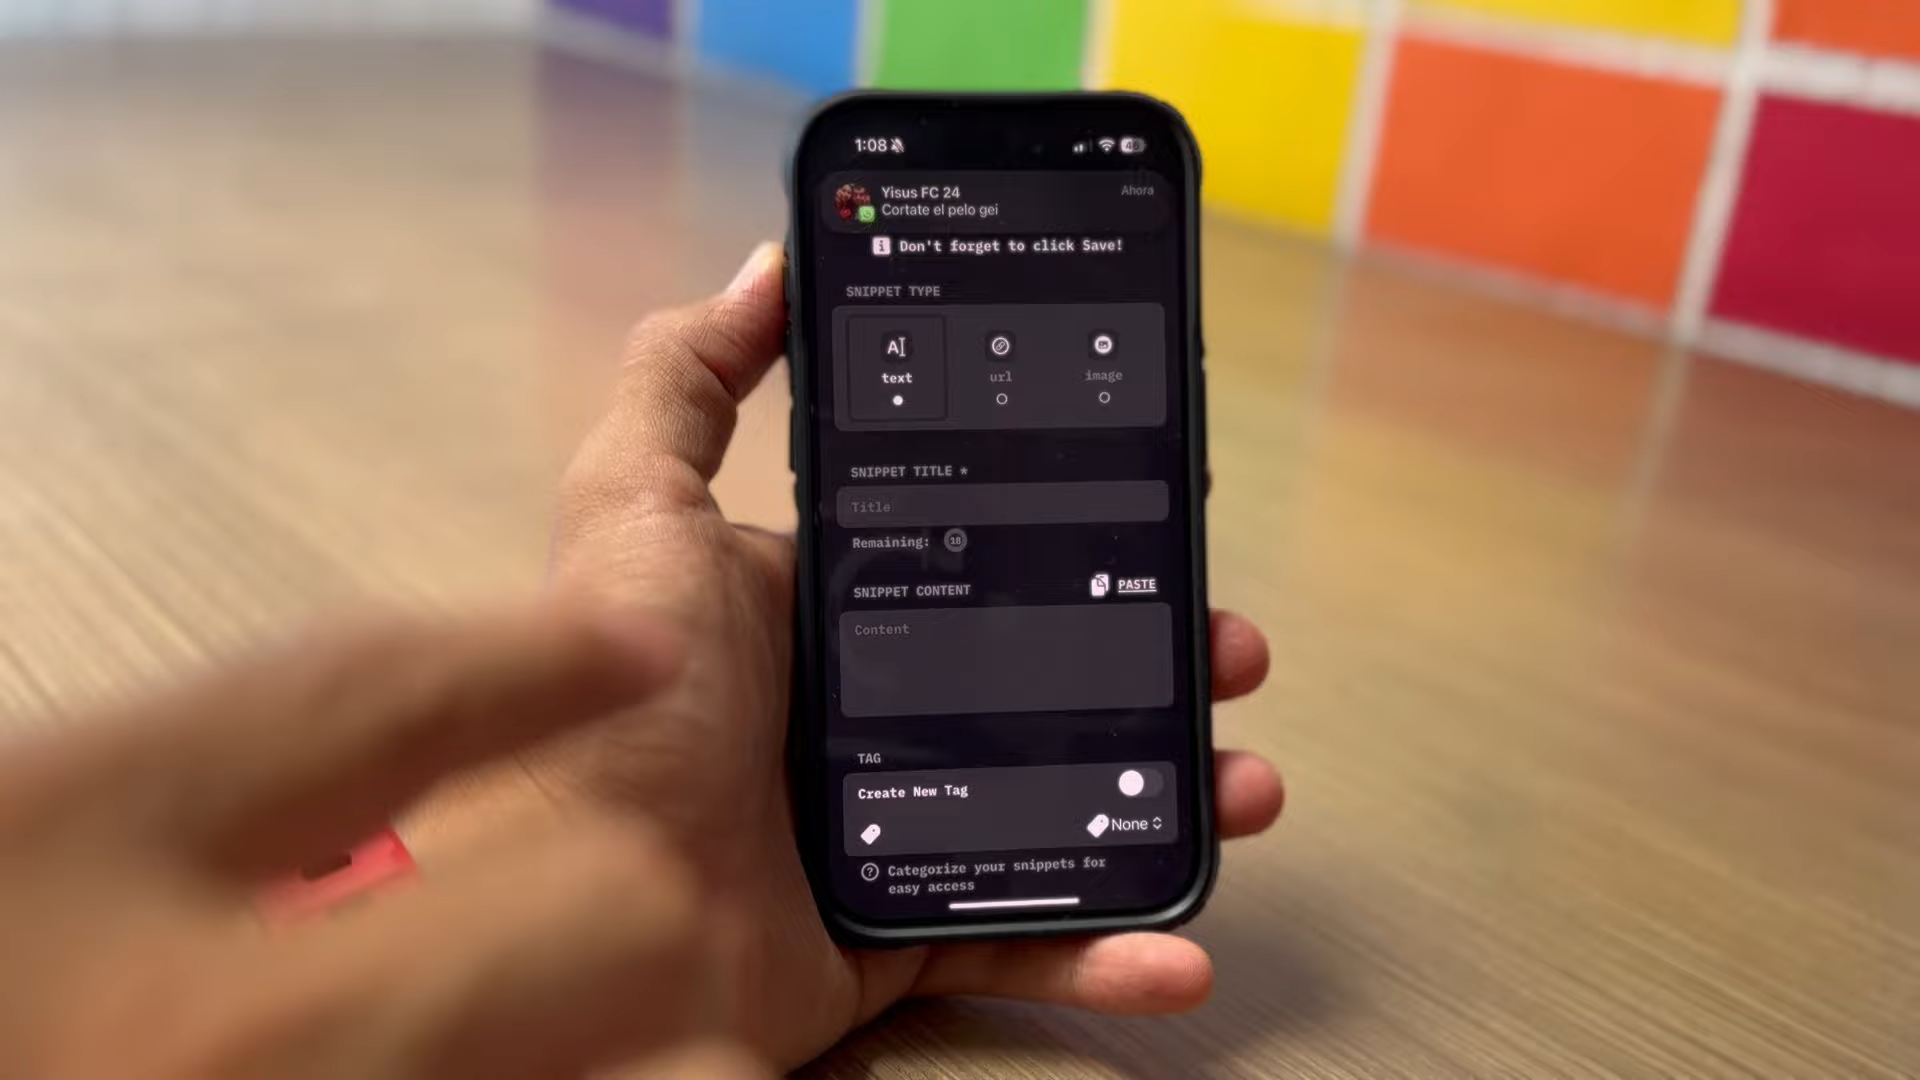 1:08
46
Yisus FC 24
Ahora
Cortate el pelo gei
Don't forget to click Save!
SNIPPET TYPE
text
url
image
SNIPPET TITLE *
Title
Remaining: 18
SNIPPET CONTENT
PASTE
Content
TAG
Create New Tag
None
Categorize your snippets for
easy access